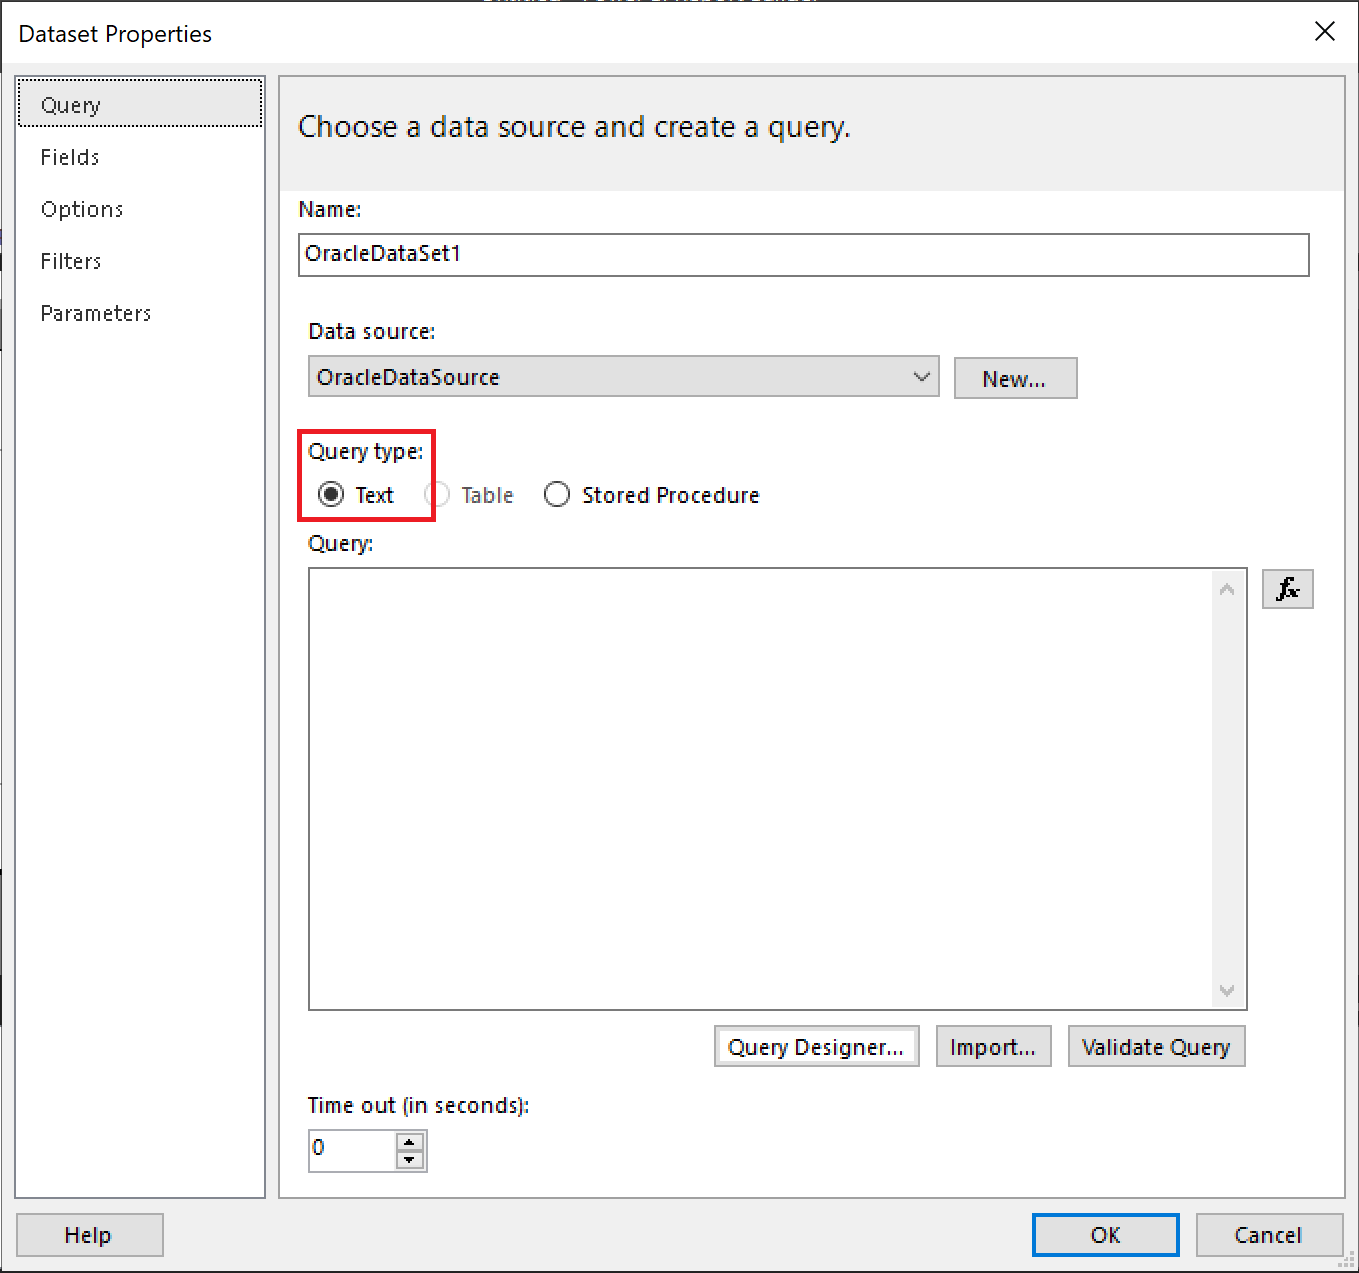 Dataset Properties
Query
Fields
Options
Filters
Parameters
Choose a data source and create a query.
Name:
OracleDataSet1
Data source:
OracleDataSource
New...
Query type:
Text Table Stored Procedure
Query:
fx
Query Designer... Import... Validate Query
Time out (in seconds):
0
Help
OK
Cancel